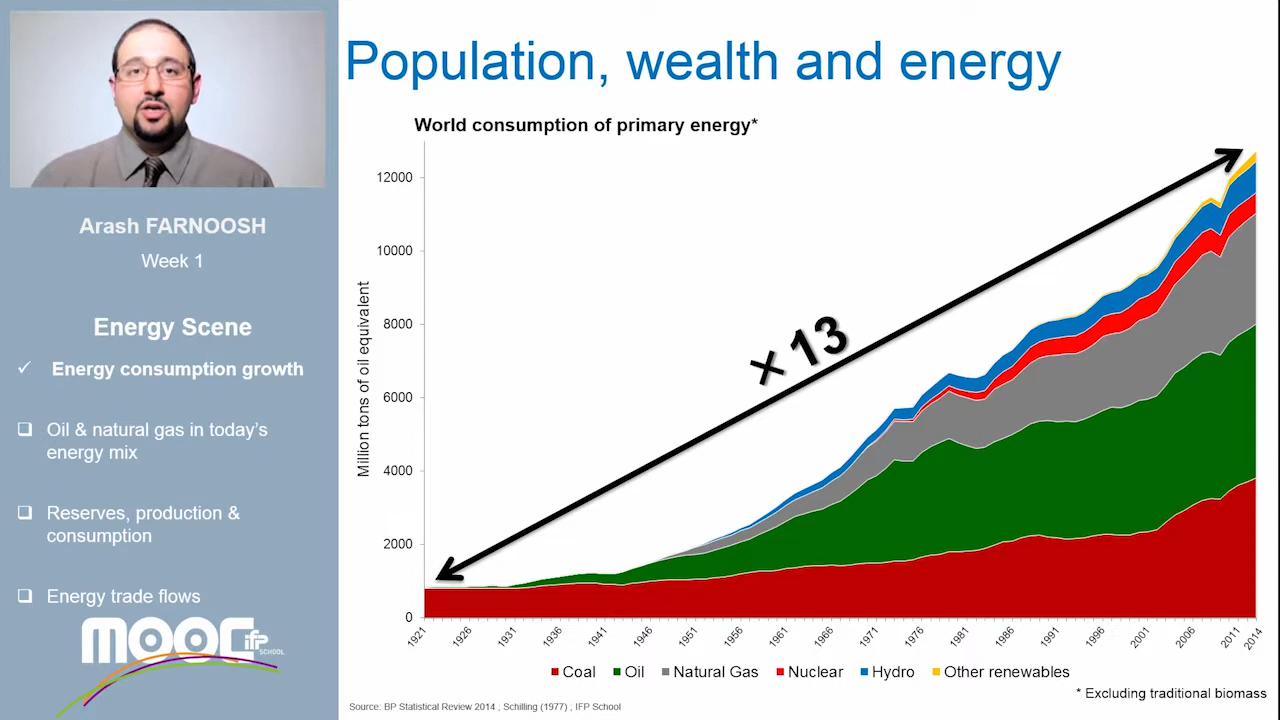 Population, wealth and energy
Arash FARNOOSH
Week 1
Energy Scene
✓ Energy consumption growth
❑ Oil & natural gas in today's
energy mix
❑ Reserves, production &
consumption
❑ Energy trade flows
MOOC ifp
SCHOOL
World consumption of primary energy*
Million tons of oil equivalent
12000
10000
8000
6000
4000
2000
0
× 13
1921 1926 1931 1936 1941 1946 1951 1956 1961 1966 1971 1976 1981 1986 1991 1996 2001 2006 2011 2014
Coal Oil Natural Gas Nuclear Hydro Other renewables
* Excluding traditional biomass
Source: BP Statistical Review 2014 , Schilling (1977) , IFP School